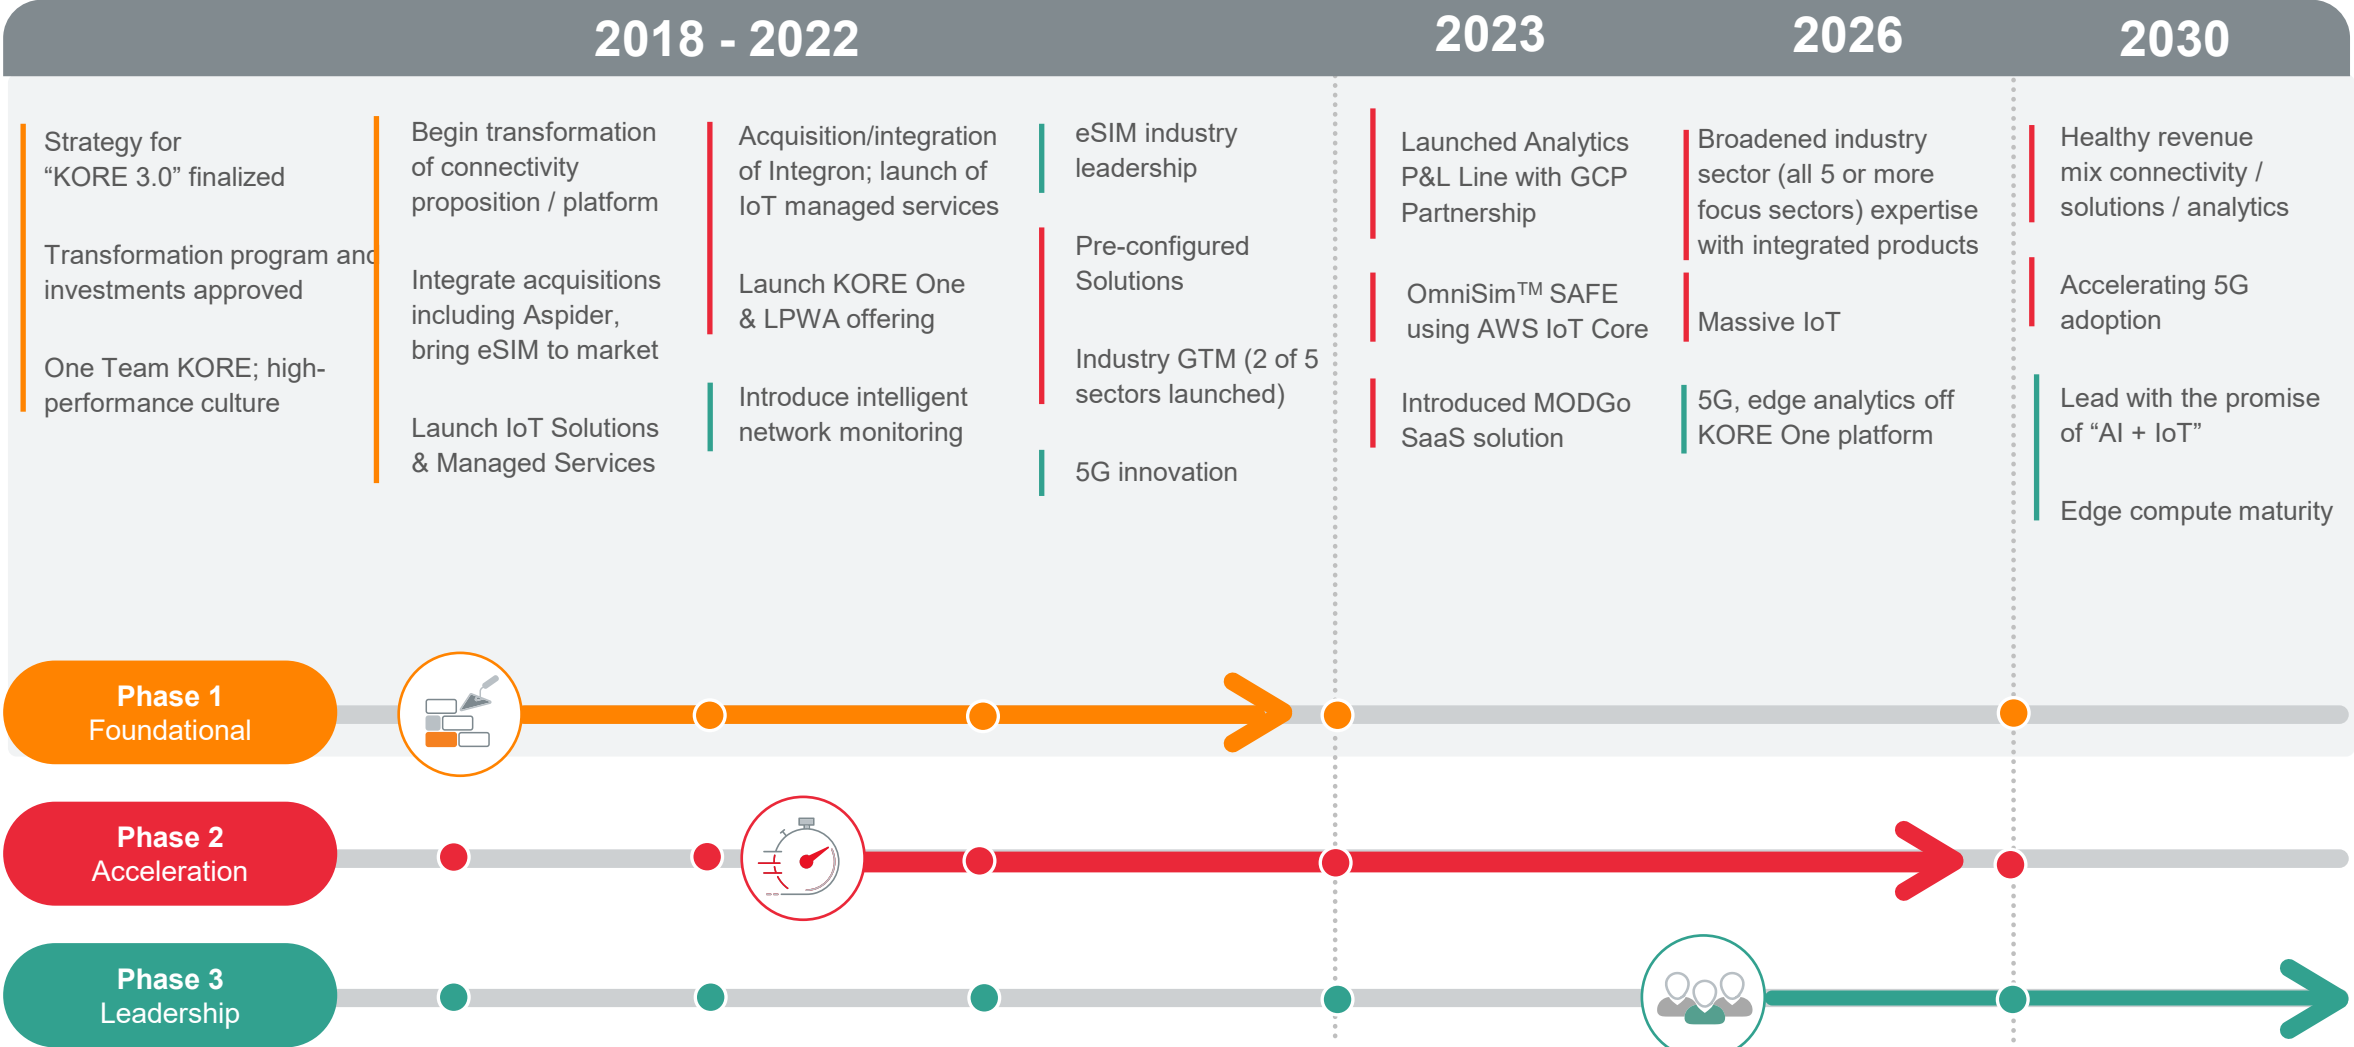 2018 - 2022
2023
2026
2030
Strategy for
“KORE 3.0” finalized
Transformation program and
investments approved
One Team KORE; high-
performance culture
Begin transformation
of connectivity
proposition / platform
Integrate acquisitions
including Aspider,
bring eSIM to market
Launch IoT Solutions
& Managed Services
Acquisition/integration
of Integron; launch of
IoT managed services
Launch KORE One
& LPWA offering
Introduce intelligent
network monitoring
eSIM industry
leadership
Pre-configured
Solutions
Industry GTM (2 of 5
sectors launched)
5G innovation
Launched Analytics
P&L Line with GCP
Partnership
OmniSim™ SAFE
using AWS IoT Core
Introduced MODGo
SaaS solution
Broadened industry
sector (all 5 or more
focus sectors) expertise
with integrated products
Massive IoT
5G, edge analytics off
KORE One platform
Healthy revenue
mix connectivity /
solutions / analytics
Accelerating 5G
adoption
Lead with the promise
of “AI + IoT”
Edge compute maturity
Phase 1
Foundational
Phase 2
Acceleration
Phase 3
Leadership